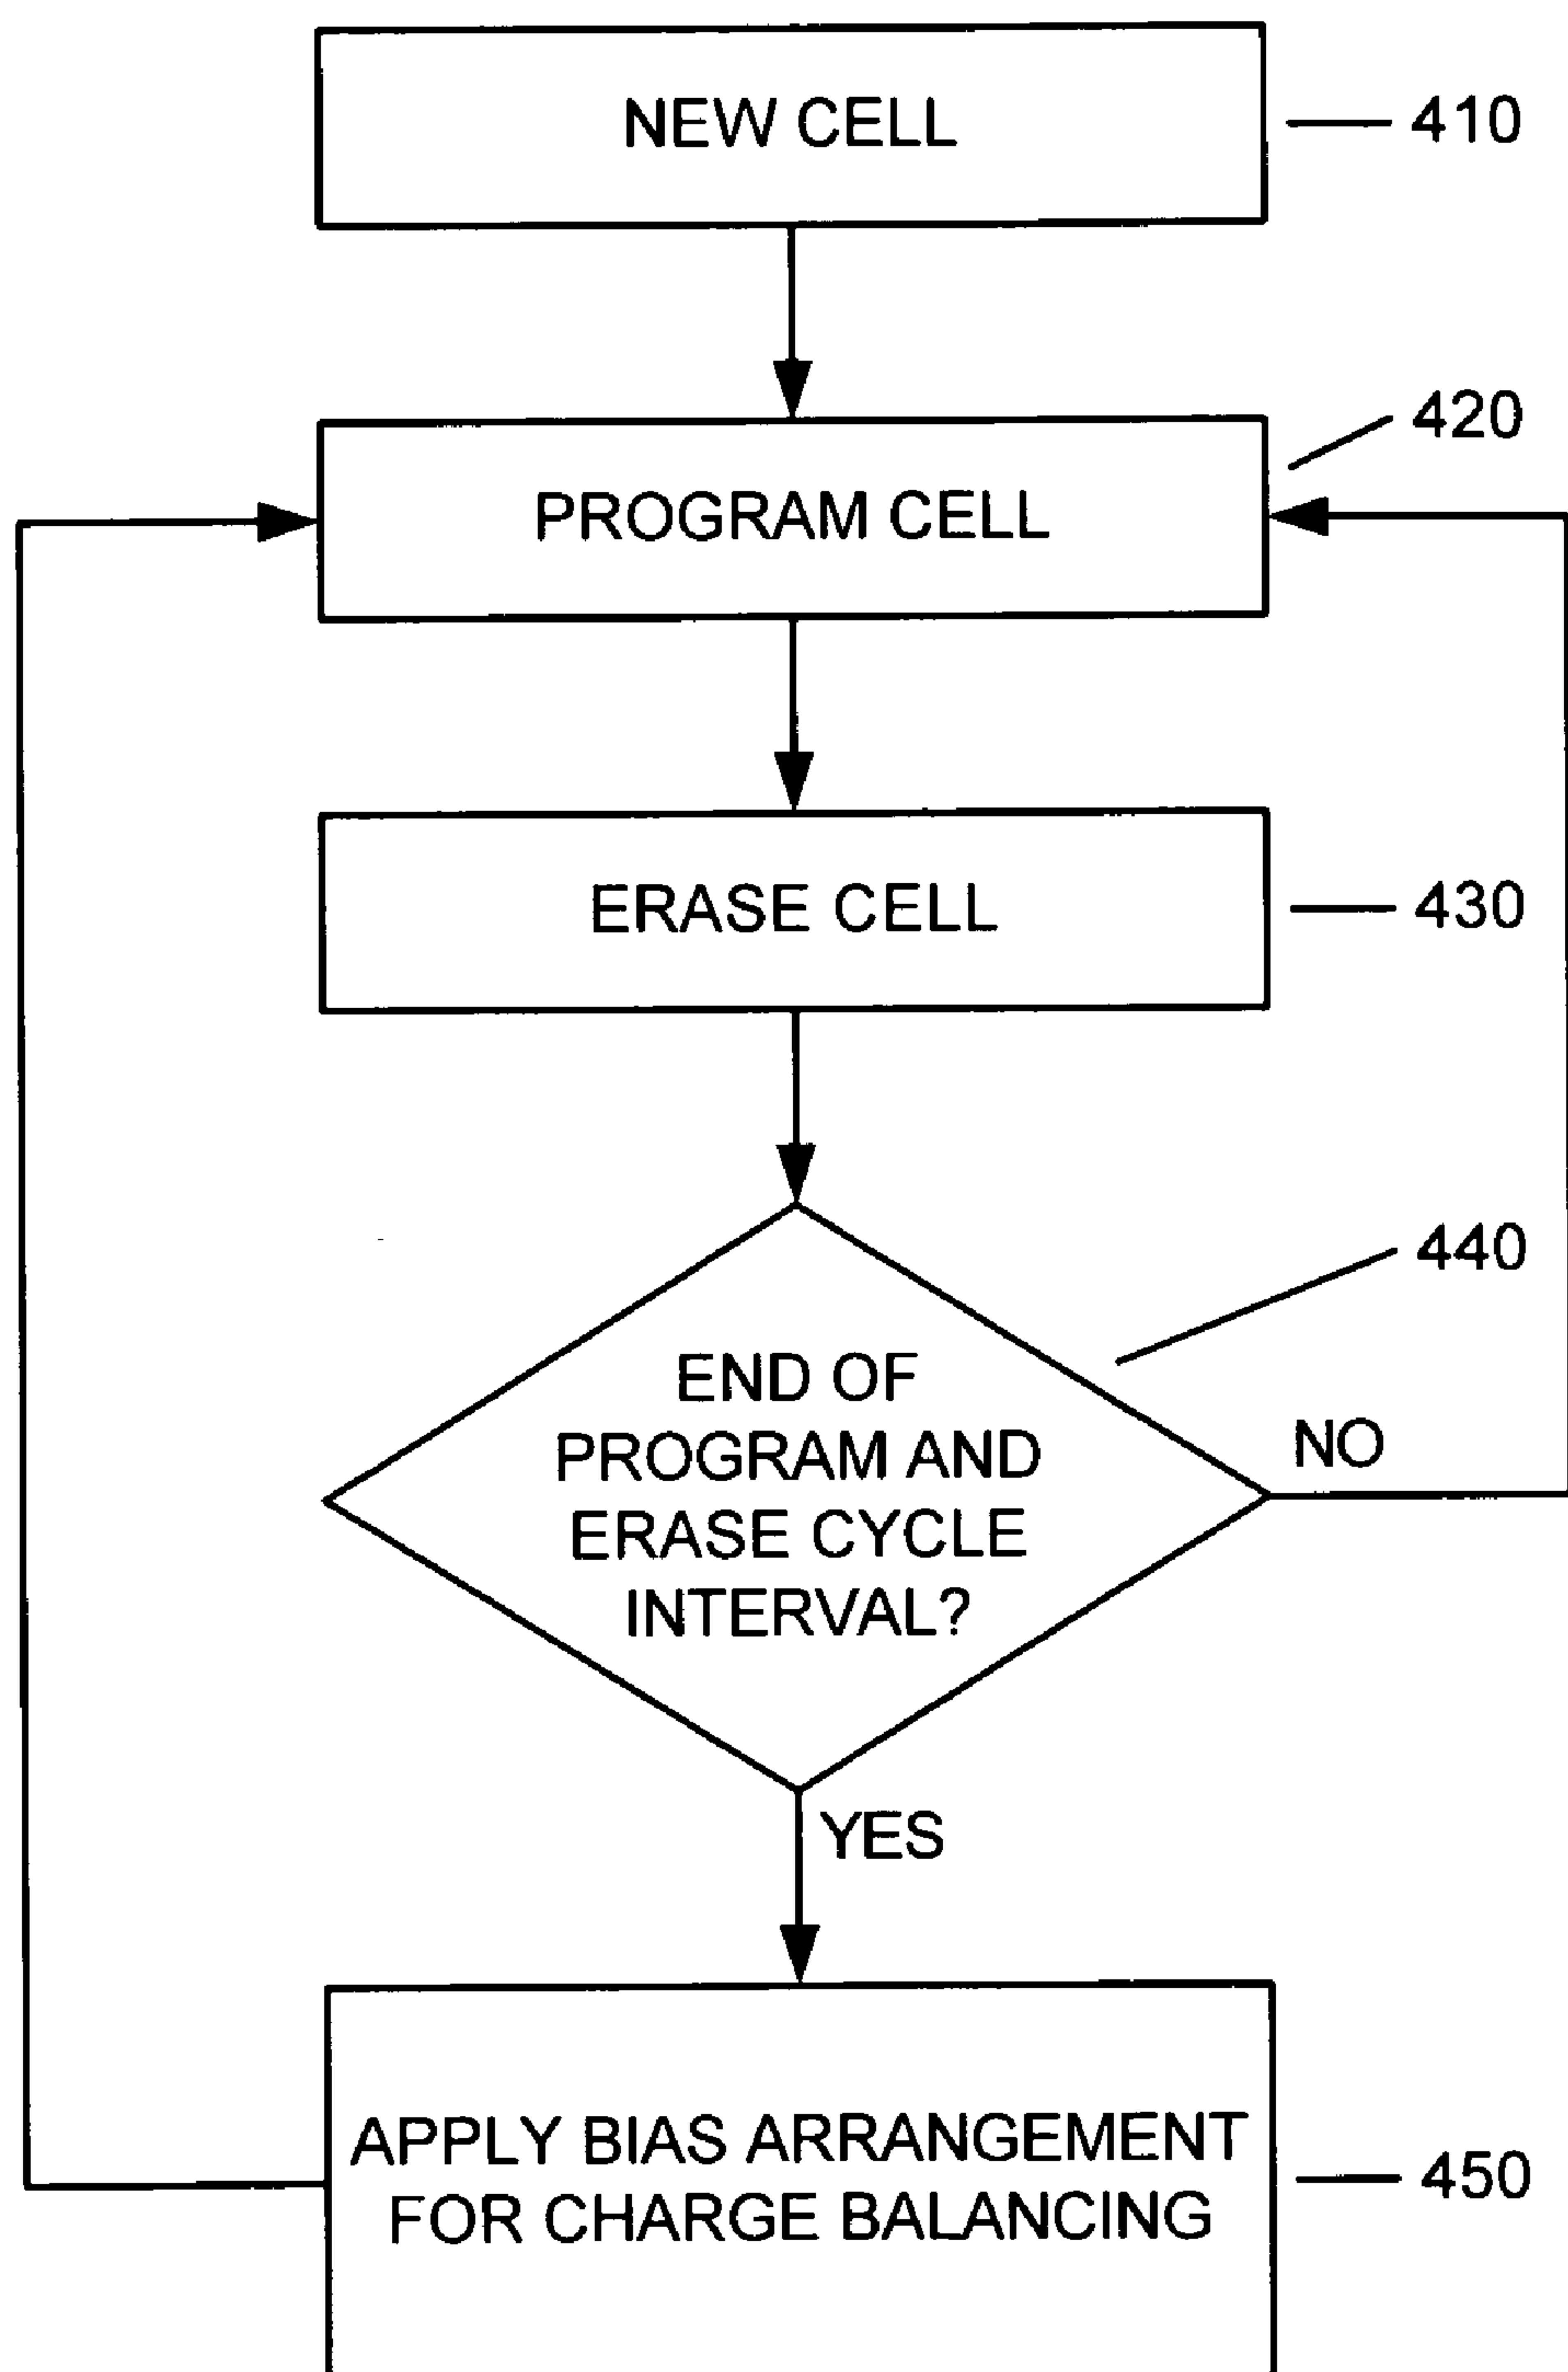 NEW CELL
410
420
PROGRAM CELL
ERASE CELL
430
440
END OF
PROGRAM AND
ERASE CYCLE
INTERVAL?
NO
YES
APPLY BIAS ARRANGEMENT
FOR CHARGE BALANCING
450